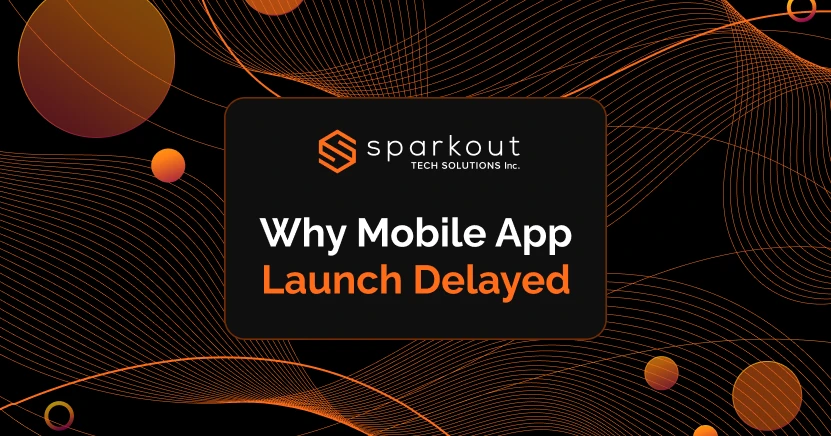 sparkout
TECH SOLUTIONS Inc.
Why Mobile App
Launch Delayed